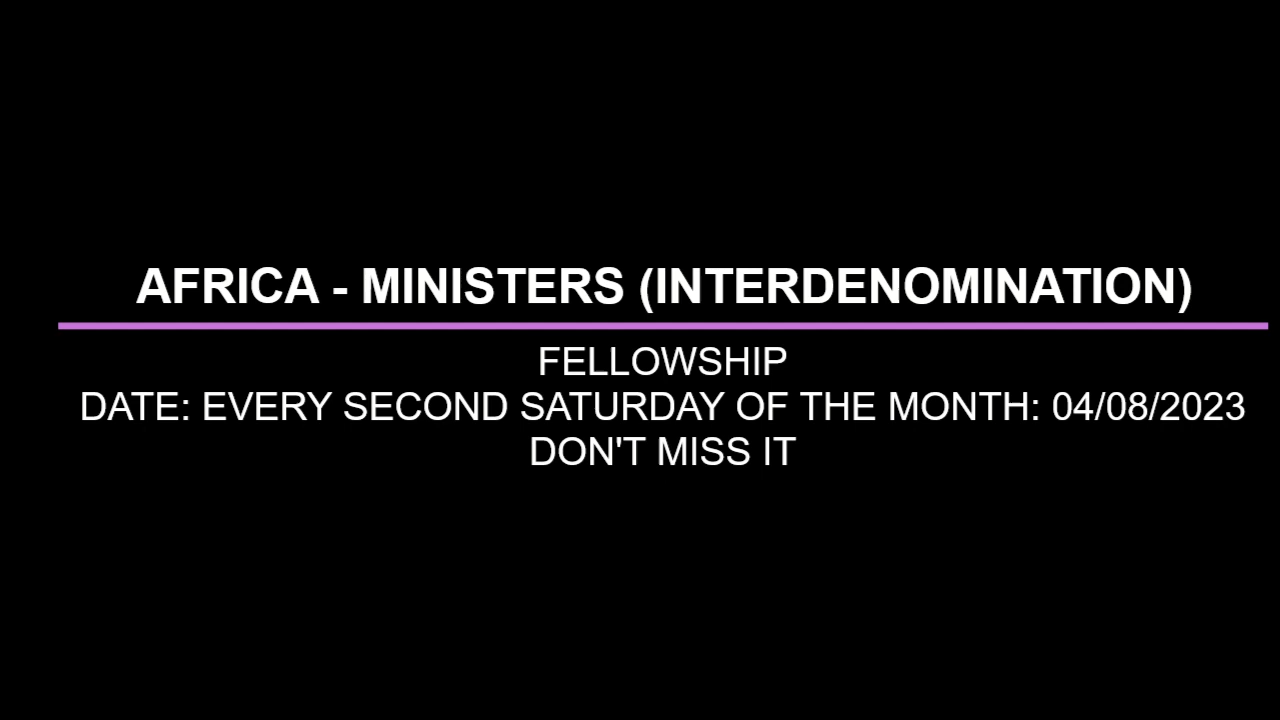 AFRICA - MINISTERS (INTERDENOMINATION)
FELLOWSHIP
DATE: EVERY SECOND SATURDAY OF THE MONTH: 04/08/2023
DON'T MISS IT